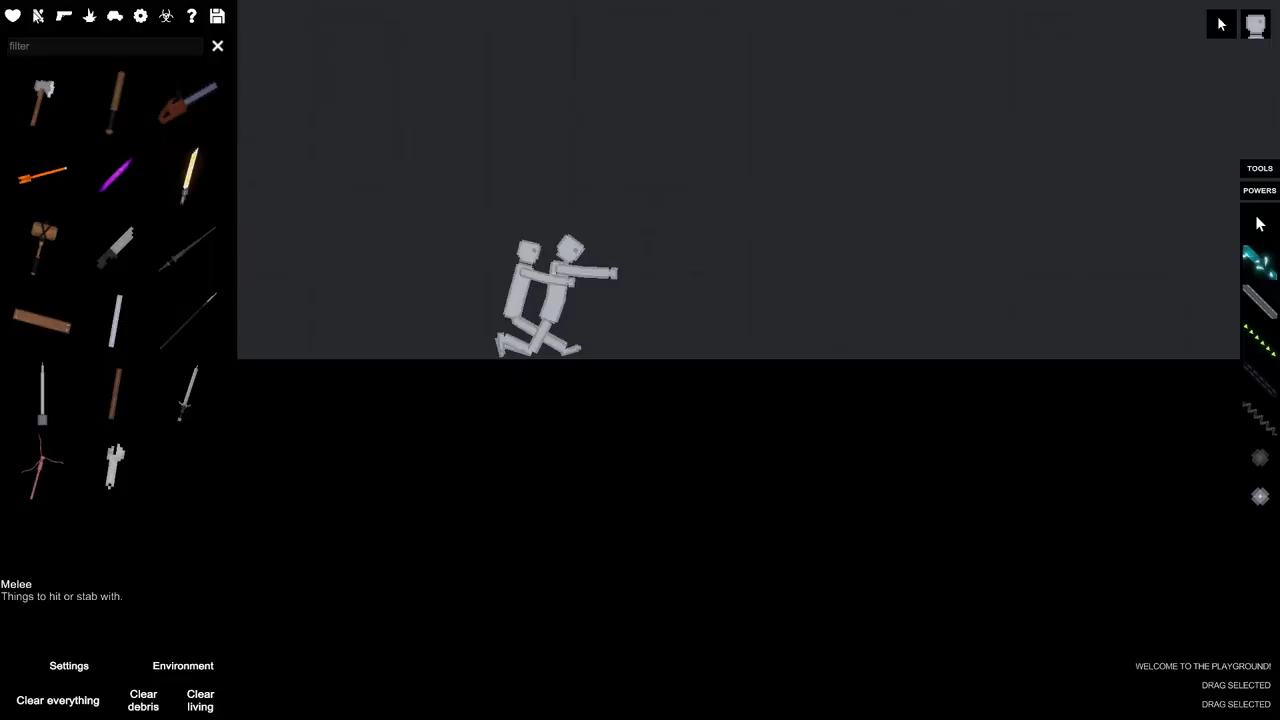 filter
TOOLS
POWERS
Melee
Things to hit or stab with.
Settings
Environment
Clear everything
Clear
debris
Clear
living
WELCOME TO THE PLAYGROUND!
DRAG SELECTED
DRAG SELECTED